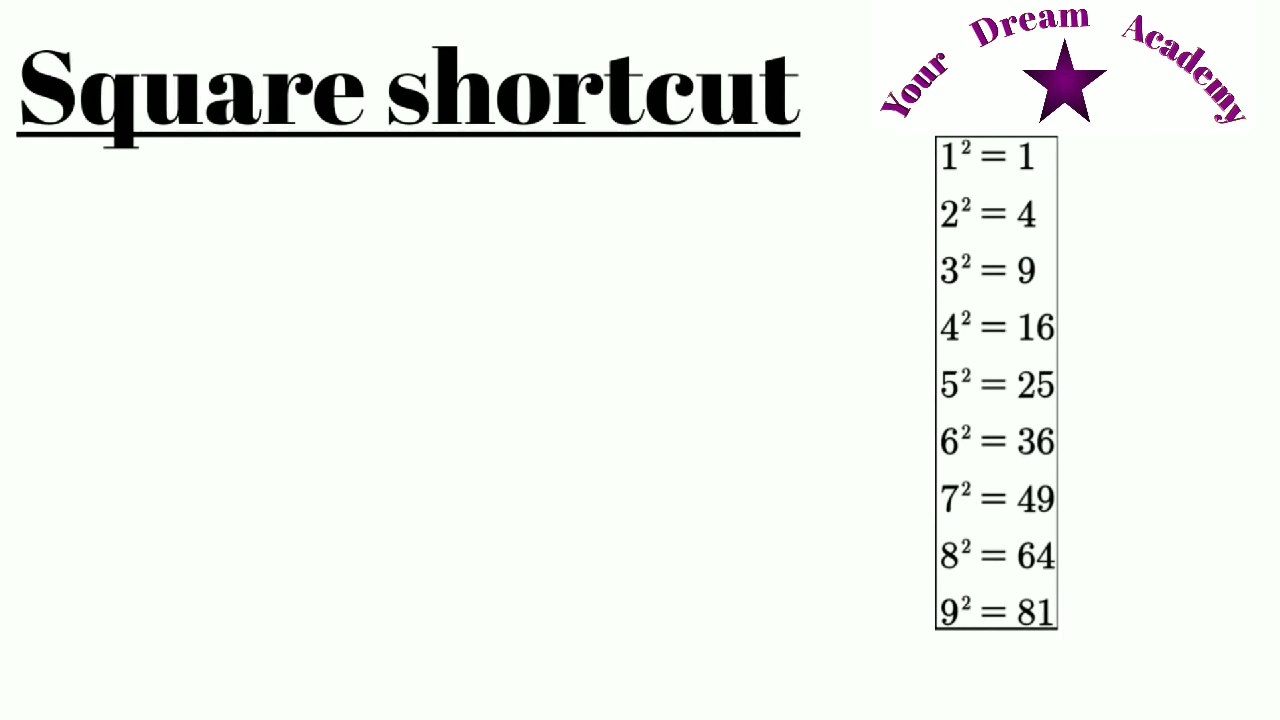 Square shortcut
Your Dream Academy
1² = 1
2² = 4
3² = 9
4² = 16
5² = 25
6² = 36
7² = 49
8² = 64
9² = 81